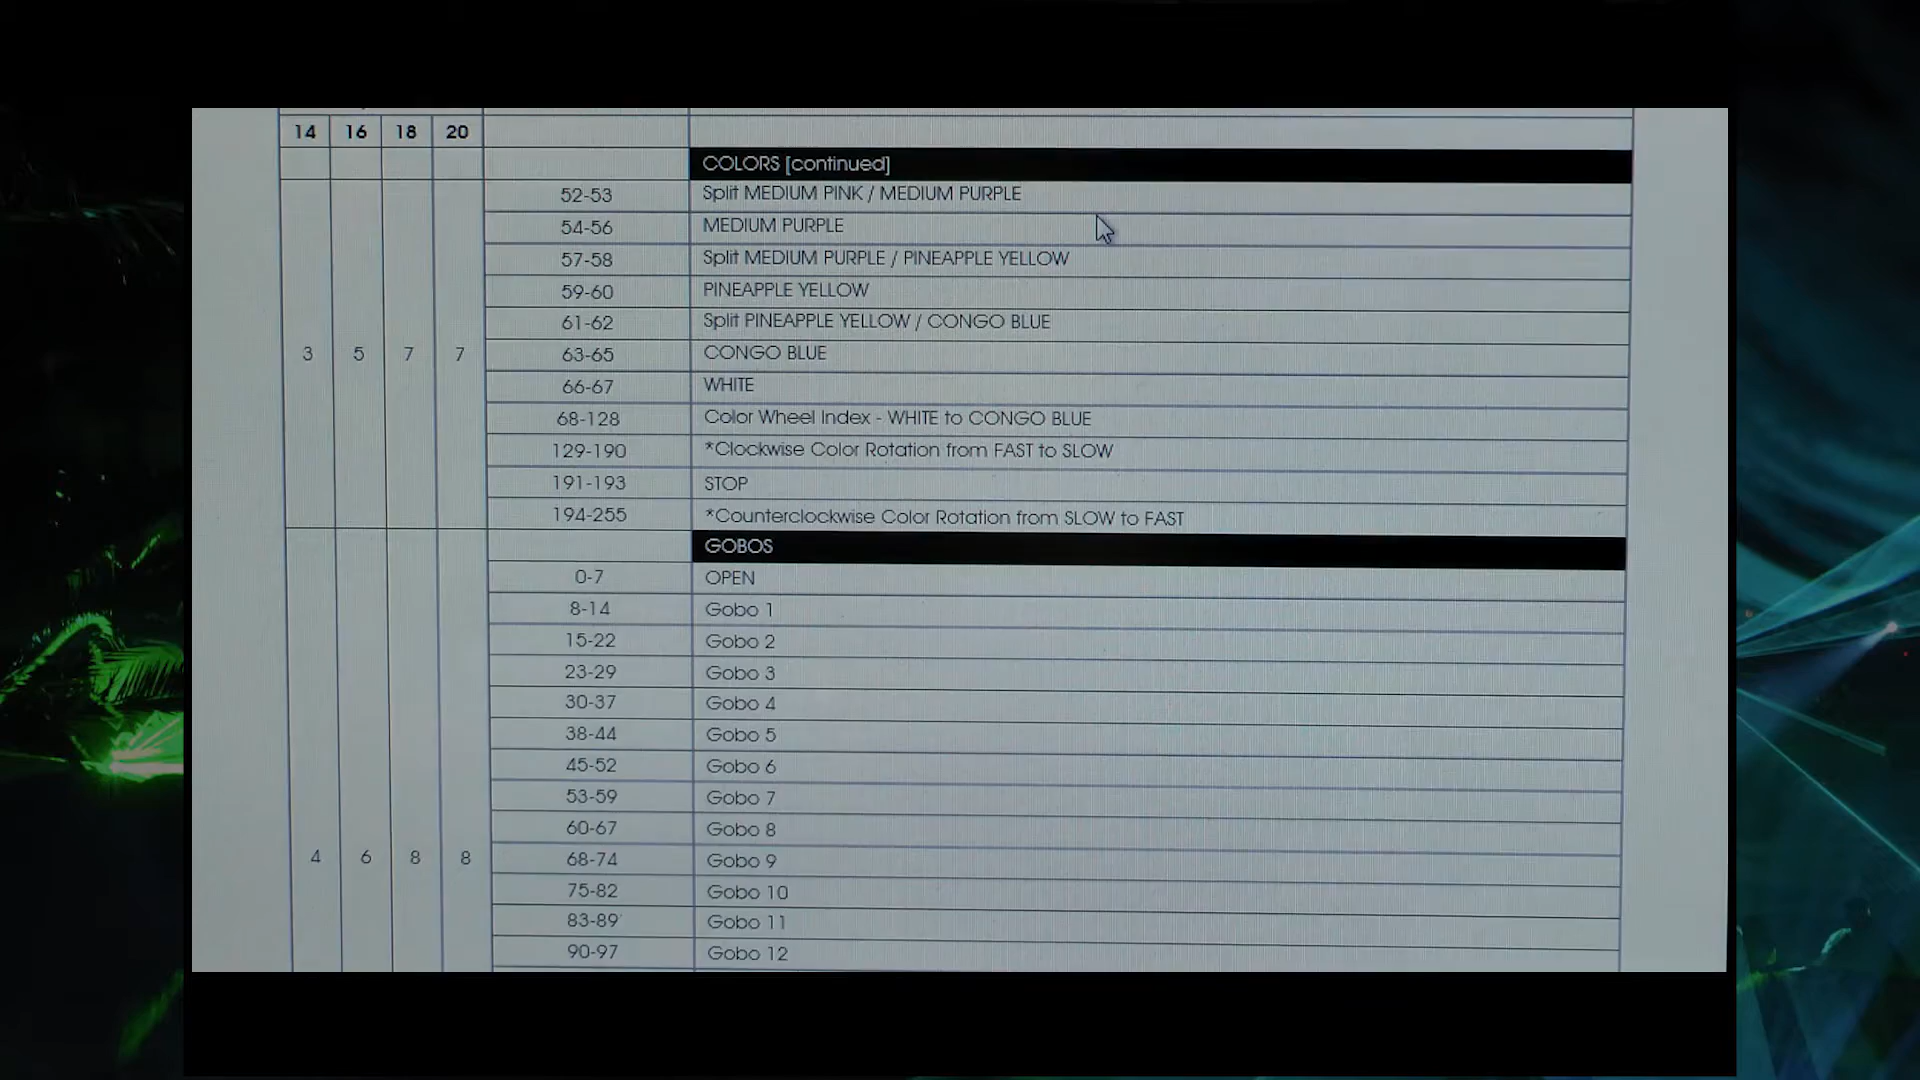 14 16 18 20
COLORS [continued]
52-53 Split MEDIUM PINK / MEDIUM PURPLE
54-56 MEDIUM PURPLE
57-58 Split MEDIUM PURPLE / PINEAPPLE YELLOW
59-60 PINEAPPLE YELLOW
61-62 Split PINEAPPLE YELLOW / CONGO BLUE
3 5 7 7 63-65 CONGO BLUE
66-67 WHITE
68-128 Color Wheel Index - WHITE to CONGO BLUE
129-190 *Clockwise Color Rotation from FAST to SLOW
191-193 STOP
194-255 *Counterclockwise Color Rotation from SLOW to FAST
GOBOS
0-7 OPEN
8-14 Gobo 1
15-22 Gobo 2
23-29 Gobo 3
30-37 Gobo 4
38-44 Gobo 5
45-52 Gobo 6
53-59 Gobo 7
60-67 Gobo 8
4 6 8 8 68-74 Gobo 9
75-82 Gobo 10
83-89 Gobo 11
90-97 Gobo 12